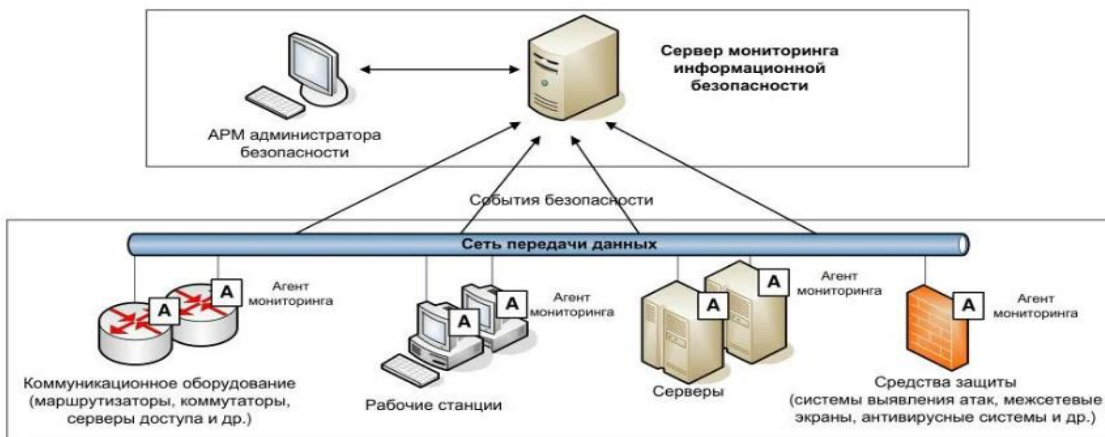 Сервер мониторинга
информационной
безопасности
АРМ администратора
безопасности
События безопасности
Сеть передачи данных
А
А
Агент
мониторинга
А
А
Агент
мониторинга
А
А
Агент
мониторинга
А
Агент
мониторинга
Коммуникационное оборудование
(маршрутизаторы, коммутаторы,
серверы доступа и др.)
Рабочие станции
Серверы
Средства защиты
(системы выявления атак, межсетевые
экраны, антивирусные системы и др.)